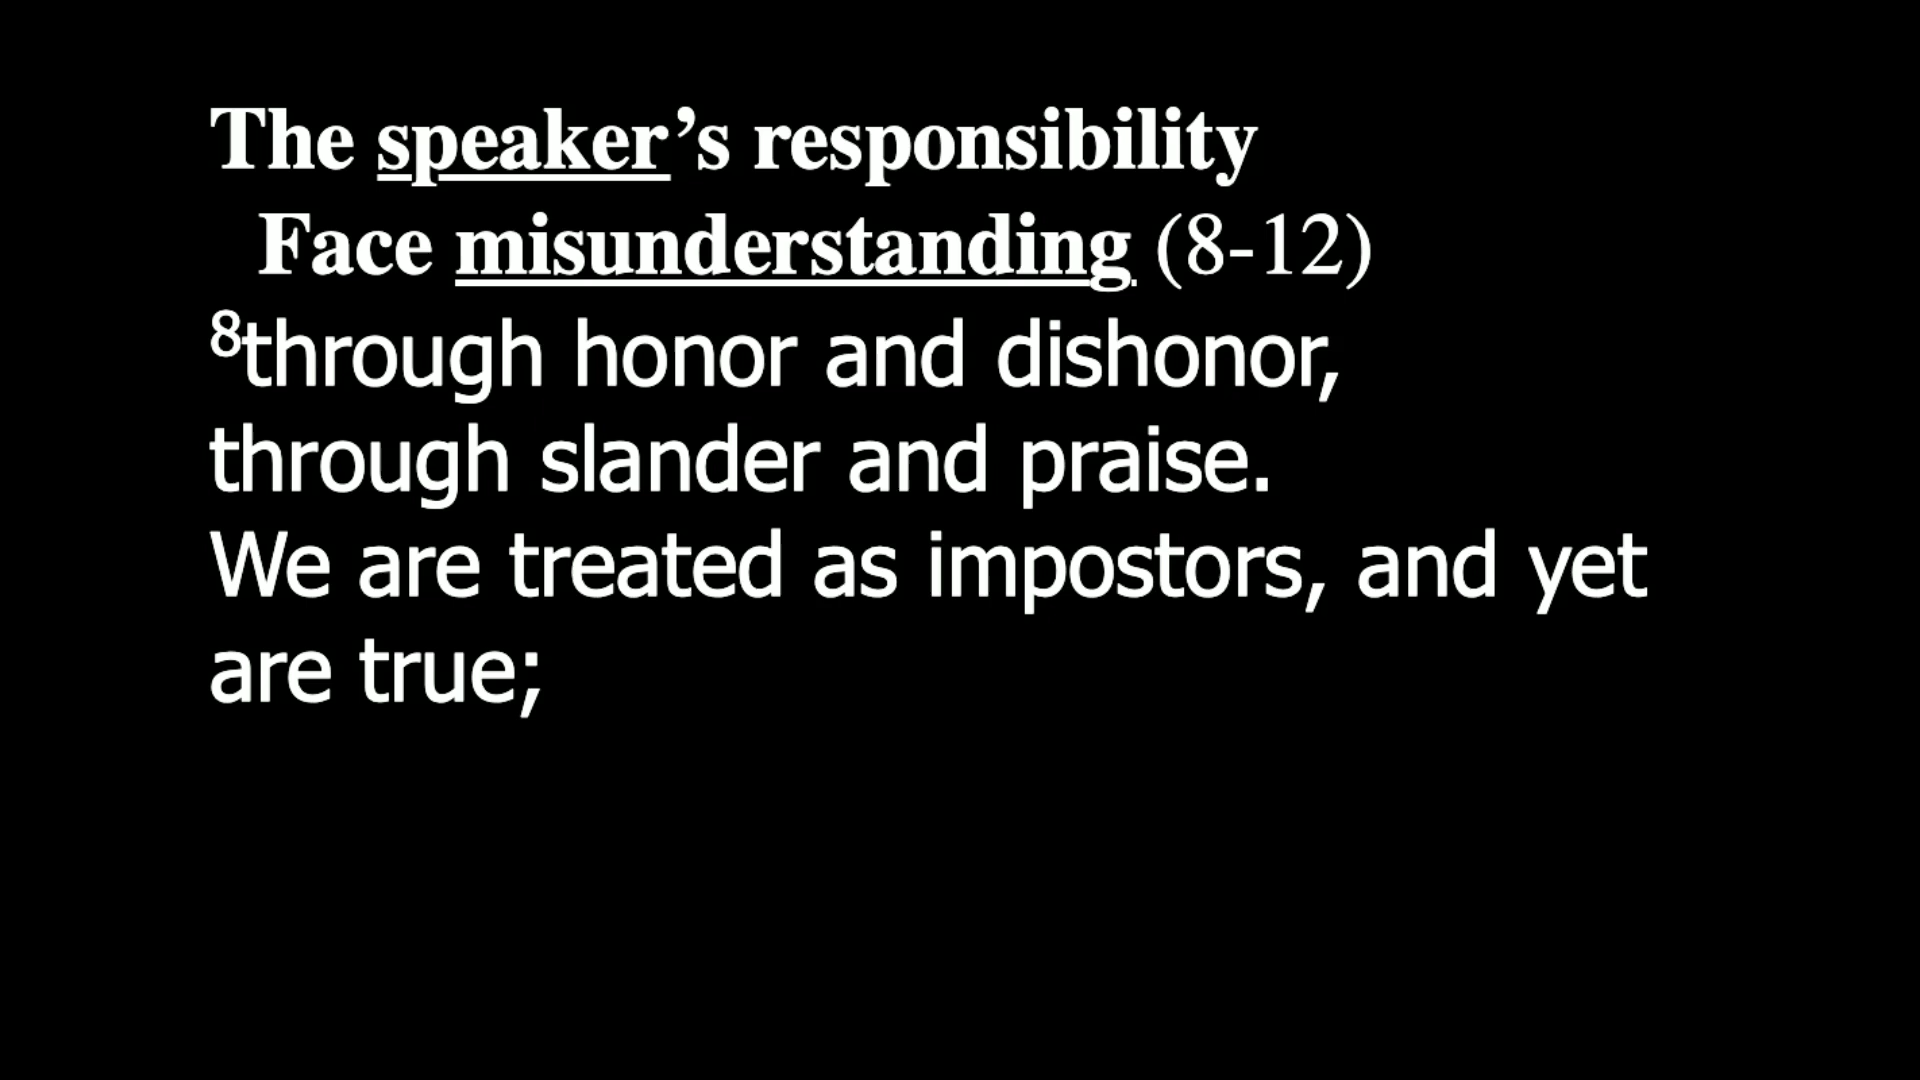 The speaker’s responsibility
Face misunderstanding (8-12)
⁸through honor and dishonor,
through slander and praise.
We are treated as impostors, and yet
are true;